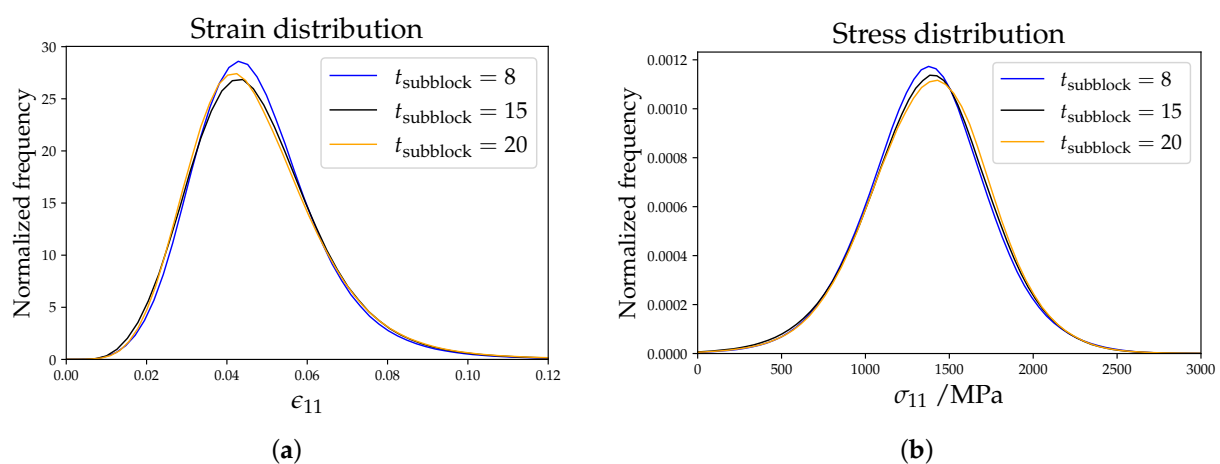 Strain distribution
30
25
20
15
10
5
0
Normalized frequency
t_subblock = 8
t_subblock = 15
t_subblock = 20
0.00 0.02 0.04 0.06 0.08 0.10 0.12
ϵ₁₁
(a)
Stress distribution
0.0012
0.0010
0.0008
0.0006
0.0004
0.0002
0.0000
Normalized frequency
t_subblock = 8
t_subblock = 15
t_subblock = 20
0 500 1000 1500 2000 2500 3000
σ₁₁ /MPa
(b)